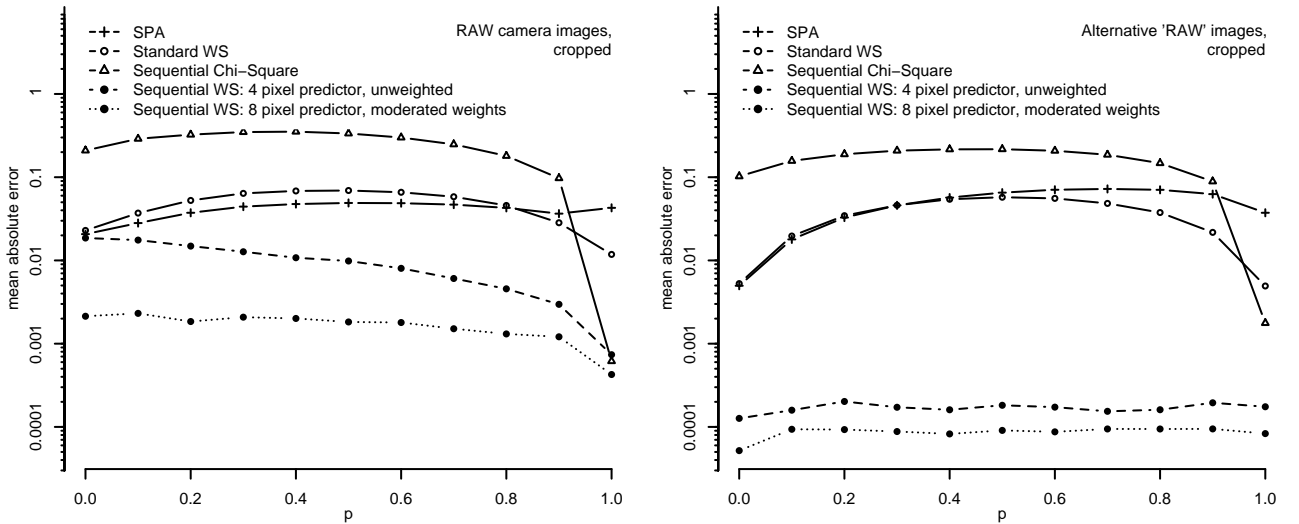 SPA
Standard WS
Sequential Chi−Square
Sequential WS: 4 pixel predictor, unweighted
Sequential WS: 8 pixel predictor, moderated weights
RAW camera images,
cropped
mean absolute error
1
0.1
0.01
0.001
0.0001
0.0 0.2 0.4 0.6 0.8 1.0
p
SPA
Standard WS
Sequential Chi−Square
Sequential WS: 4 pixel predictor, unweighted
Sequential WS: 8 pixel predictor, moderated weights
Alternative 'RAW' images,
cropped
mean absolute error
1
0.1
0.01
0.001
0.0001
0.0 0.2 0.4 0.6 0.8 1.0
p